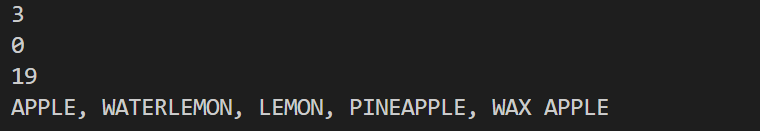 3
0
19
APPLE, WATERLEMON, LEMON, PINEAPPLE, WAX APPLE